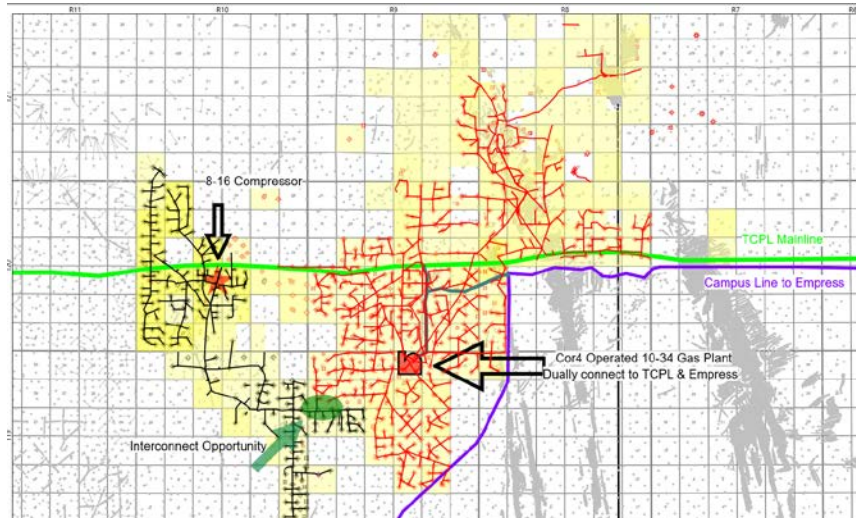 R11
R10
R9
R8
R7
R6
8-16 Compressor
TCPL Mainline
Campus Line to Empress
Cor4 Operated 10-34 Gas Plant
Dually connect to TCPL & Empress
Interconnect Opportunity